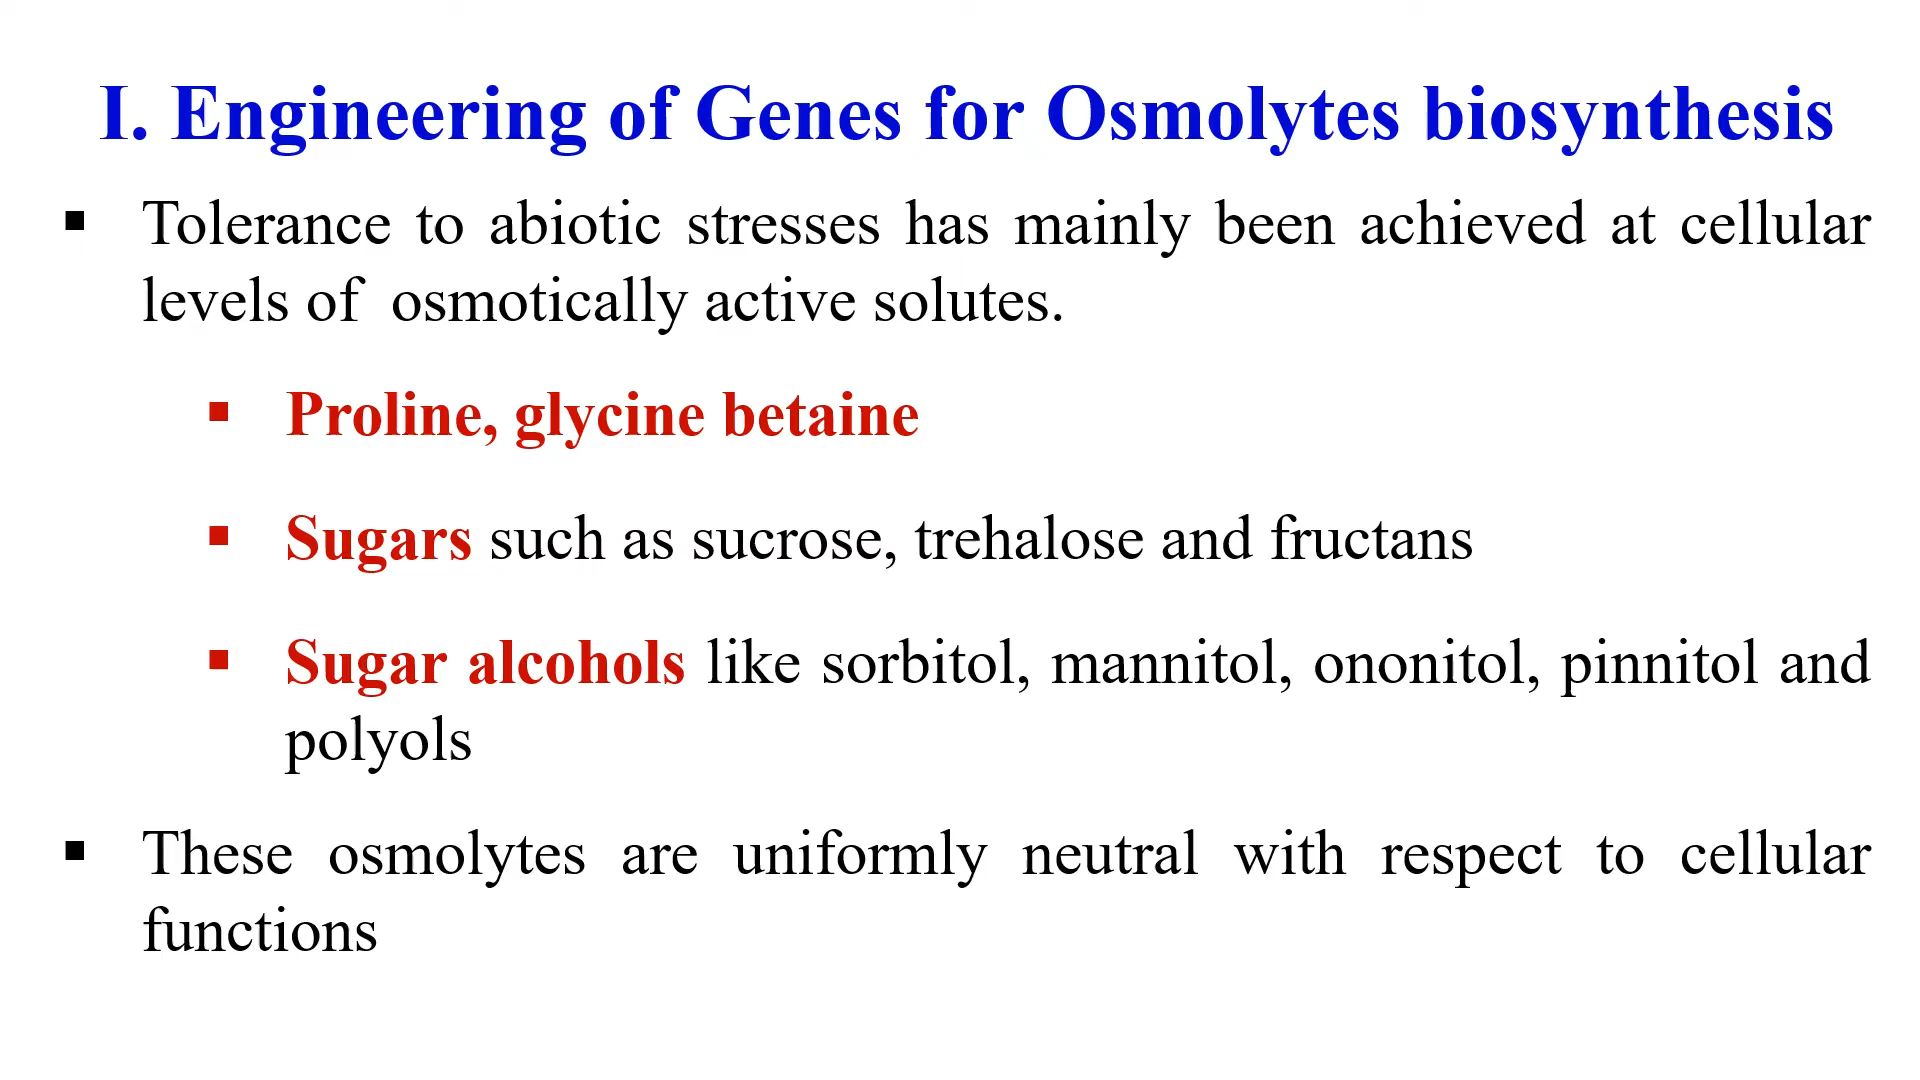 I. Engineering of Genes for Osmolytes biosynthesis
▪ Tolerance to abiotic stresses has mainly been achieved at cellular
levels of  osmotically active solutes.
▪ Proline, glycine betaine
▪ Sugars such as sucrose, trehalose and fructans
▪ Sugar alcohols like sorbitol, mannitol, ononitol, pinnitol and
polyols
▪ These osmolytes are uniformly neutral with respect to cellular
functions